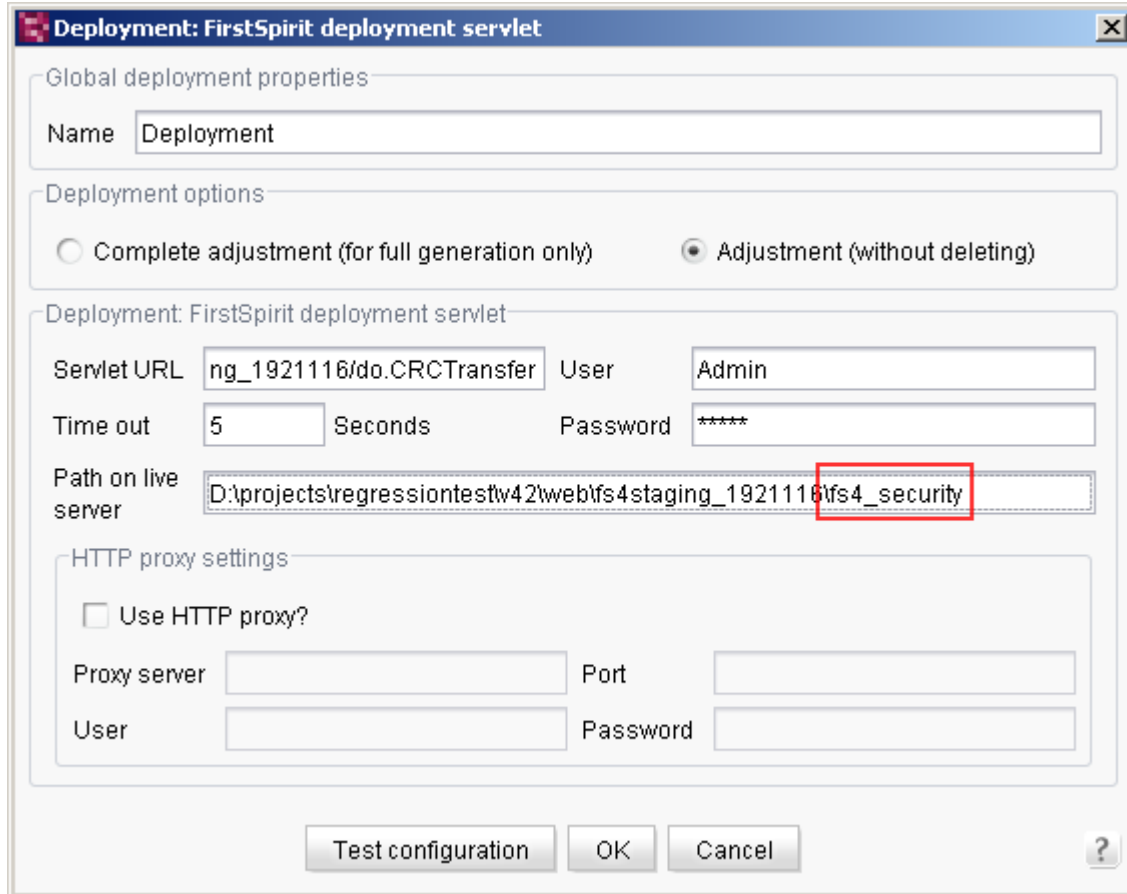 Deployment: FirstSpirit deployment servlet
Global deployment properties
Name Deployment
Deployment options
Complete adjustment (for full generation only) Adjustment (without deleting)
Deployment: FirstSpirit deployment servlet
Servlet URL ng_1921116/do.CRCTransfer User Admin
Time out 5 Seconds Password *****
Path on live
server D:\projects\regressiontest\v42\web\fs4staging_1921116\fs4_security
HTTP proxy settings
Use HTTP proxy?
Proxy server Port
User Password
Test configuration OK Cancel ?